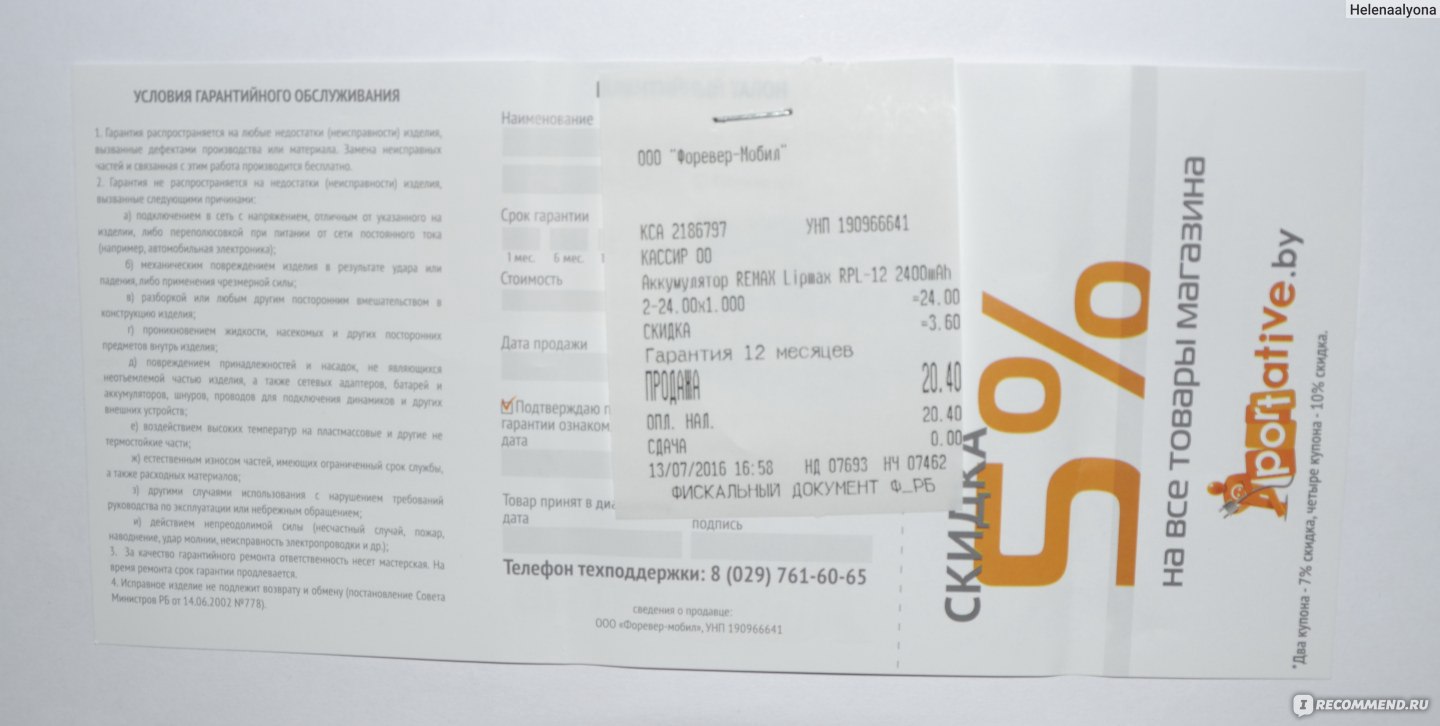 Helenaalyona
УСЛОВИЯ ГАРАНТИЙНОГО ОБСЛУЖИВАНИЯ
1. Гарантия распространяется на любые недостатки (неисправности) изделия,
вызванные дефектами производства или материала. Замена неисправных
частей и связанная с этим работа производится бесплатно.
2. Гарантия не распространяется на недостатки (неисправности) изделия,
вызванные следующими причинами:
а) подключением в сеть с напряжением, отличным от указанного на
изделии, либо переполюсовкой при питании от сети постоянного тока
(например, автомобильная электроника);
б) механическим повреждением изделия в результате удара или
падения, либо применения чрезмерной силы;
в) разборкой или любым другим посторонним вмешательством в
конструкцию изделия;
г) проникновением жидкости, насекомых и других посторонних
предметов внутрь изделия;
д) повреждением принадлежностей и насадок, не являющихся
неотъемлемой частью изделия, а также сетевых адаптеров, батарей и
аккумуляторов, шнуров, проводов для подключения динамиков и других
внешних устройств;
е) воздействием высоких температур на пластмассовые и другие не
термостойкие части;
ж) естественным износом частей, имеющих ограниченный срок службы,
а также расходных материалов;
з) другими случаями использования с нарушением требований
руководства по эксплуатации или небрежным обращением;
и) действием непреодолимой силы (несчастный случай, пожар,
наводнение, удар молнии, неисправность электропроводки и др.);
3. За качество гарантийного ремонта ответственность несет мастерская. На
время ремонта срок гарантии продлевается.
4. Исправное изделие не подлежит возврату и обмену (постановление Совета
Министров РБ от 14.06.2002 №778).
Наименование
Срок гарантии
1 мес. 6 мес. 1
Стоимость
Дата продажи
Подтверждаю п
гарантии ознаком
дата
Товар принят в диа
дата
подпись
Телефон техподдержки: 8 (029) 761-60-65
сведения о продавце:
ООО «Форевер-мобил», УНП 190966641
ООО "Форевер-Мобил"
КСА 2186797 УНП 190966641
КАССИР 00
Аккумулятор REMAX Lipmax RPL-12 2400mAh
2-24.00x1.000 =24.00
СКИДКА =3.60
Гарантия 12 месяцев
ПРОДАЖА 20.40
ОПЛ. НАЛ. 20.40
СДАЧА 0.00
13/07/2016 16:58 НД 07693 НЧ 07462
ФИСКАЛЬНЫЙ ДОКУМЕНТ Ф_РБ
СКИДКА
5%
на все товары магазина
portative.by
*Два купона - 7% скидка, четыре купона - 10% скидка.
IRECOMMEND.RU